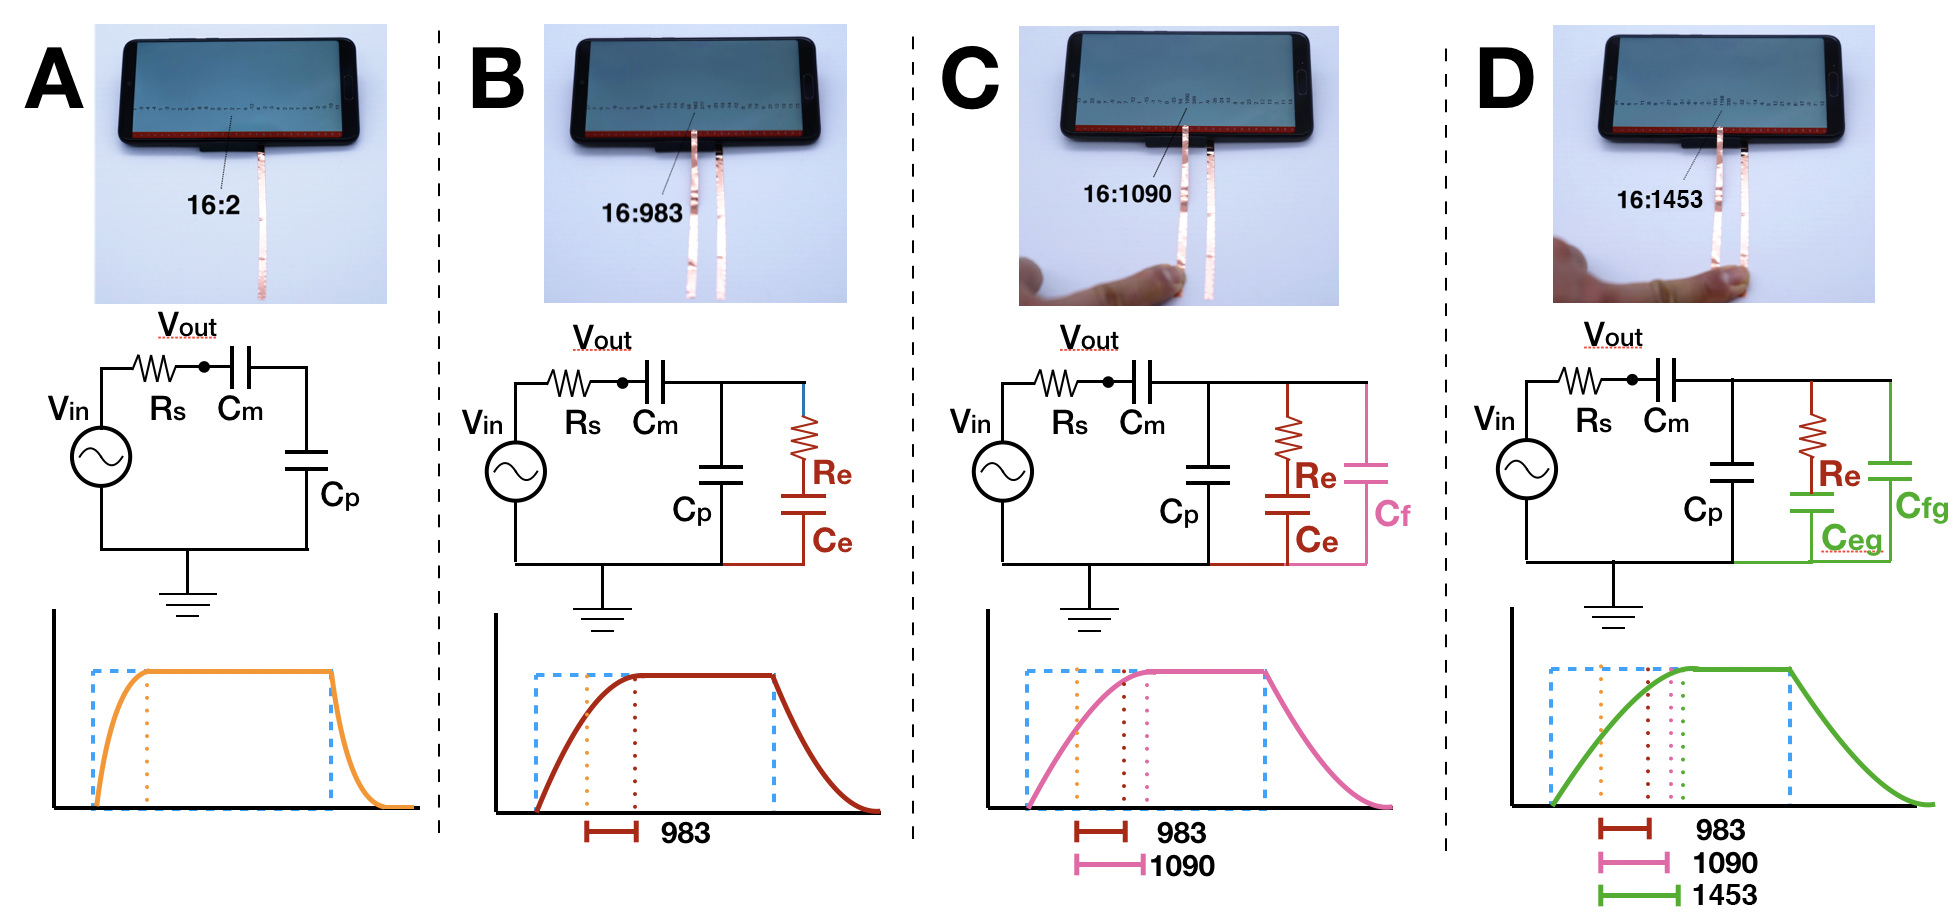 A
16:2
Vout
Vin
Rs
Cm
Cp
B
16:983
Vout
Vin
Rs
Cm
Re
Cp
Ce
983
C
16:1090
Vout
Vin
Rs
Cm
Re
Cp
Cf
Ce
983
1090
D
16:1453
Vout
Vin
Rs
Cm
Re
Cp
Cfg
Ceg
983
1090
1453